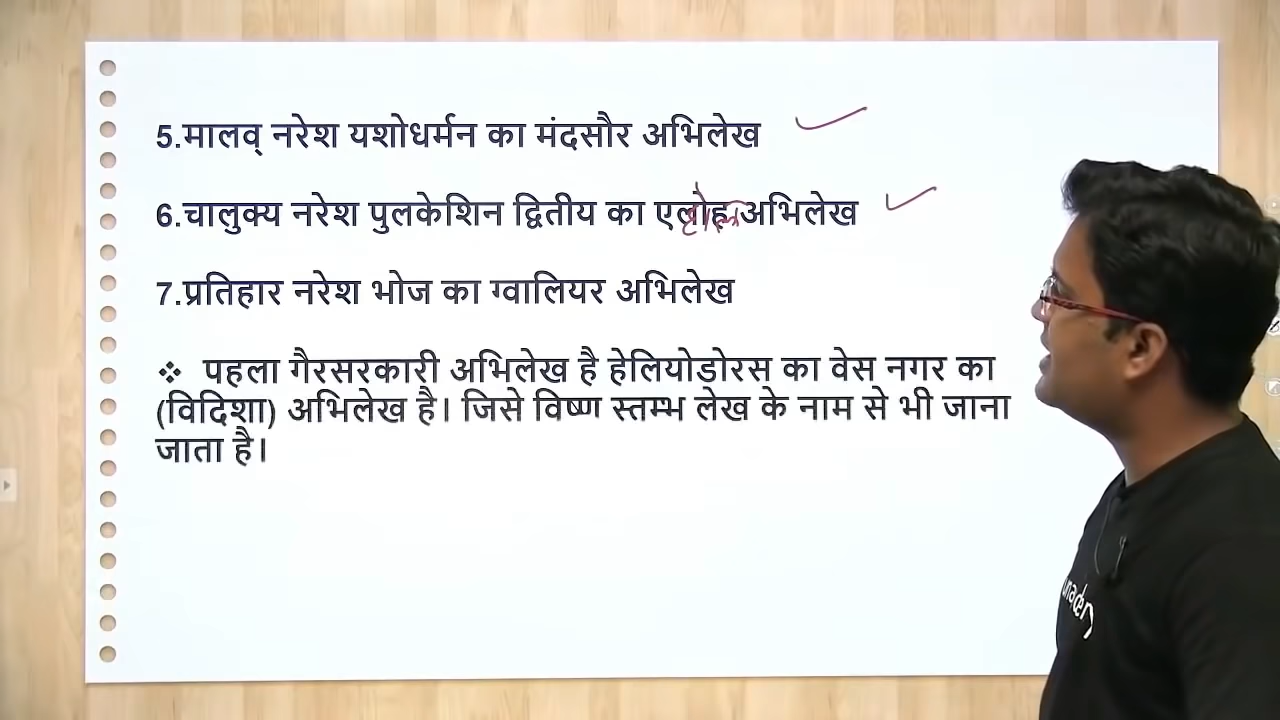 5.मालव् नरेश यशोधर्मन का मंदसौर अभिलेख
6.चालुक्य नरेश पुलकेशिन द्वितीय का एलोह अभिलेख
7.प्रतिहार नरेश भोज का ग्वालियर अभिलेख
❖ पहला गैरसरकारी अभिलेख है हेलियोडोरस का वेस नगर का
(विदिशा) अभिलेख है। जिसे विष्ण स्तम्भ लेख के नाम से भी जाना
जाता है।